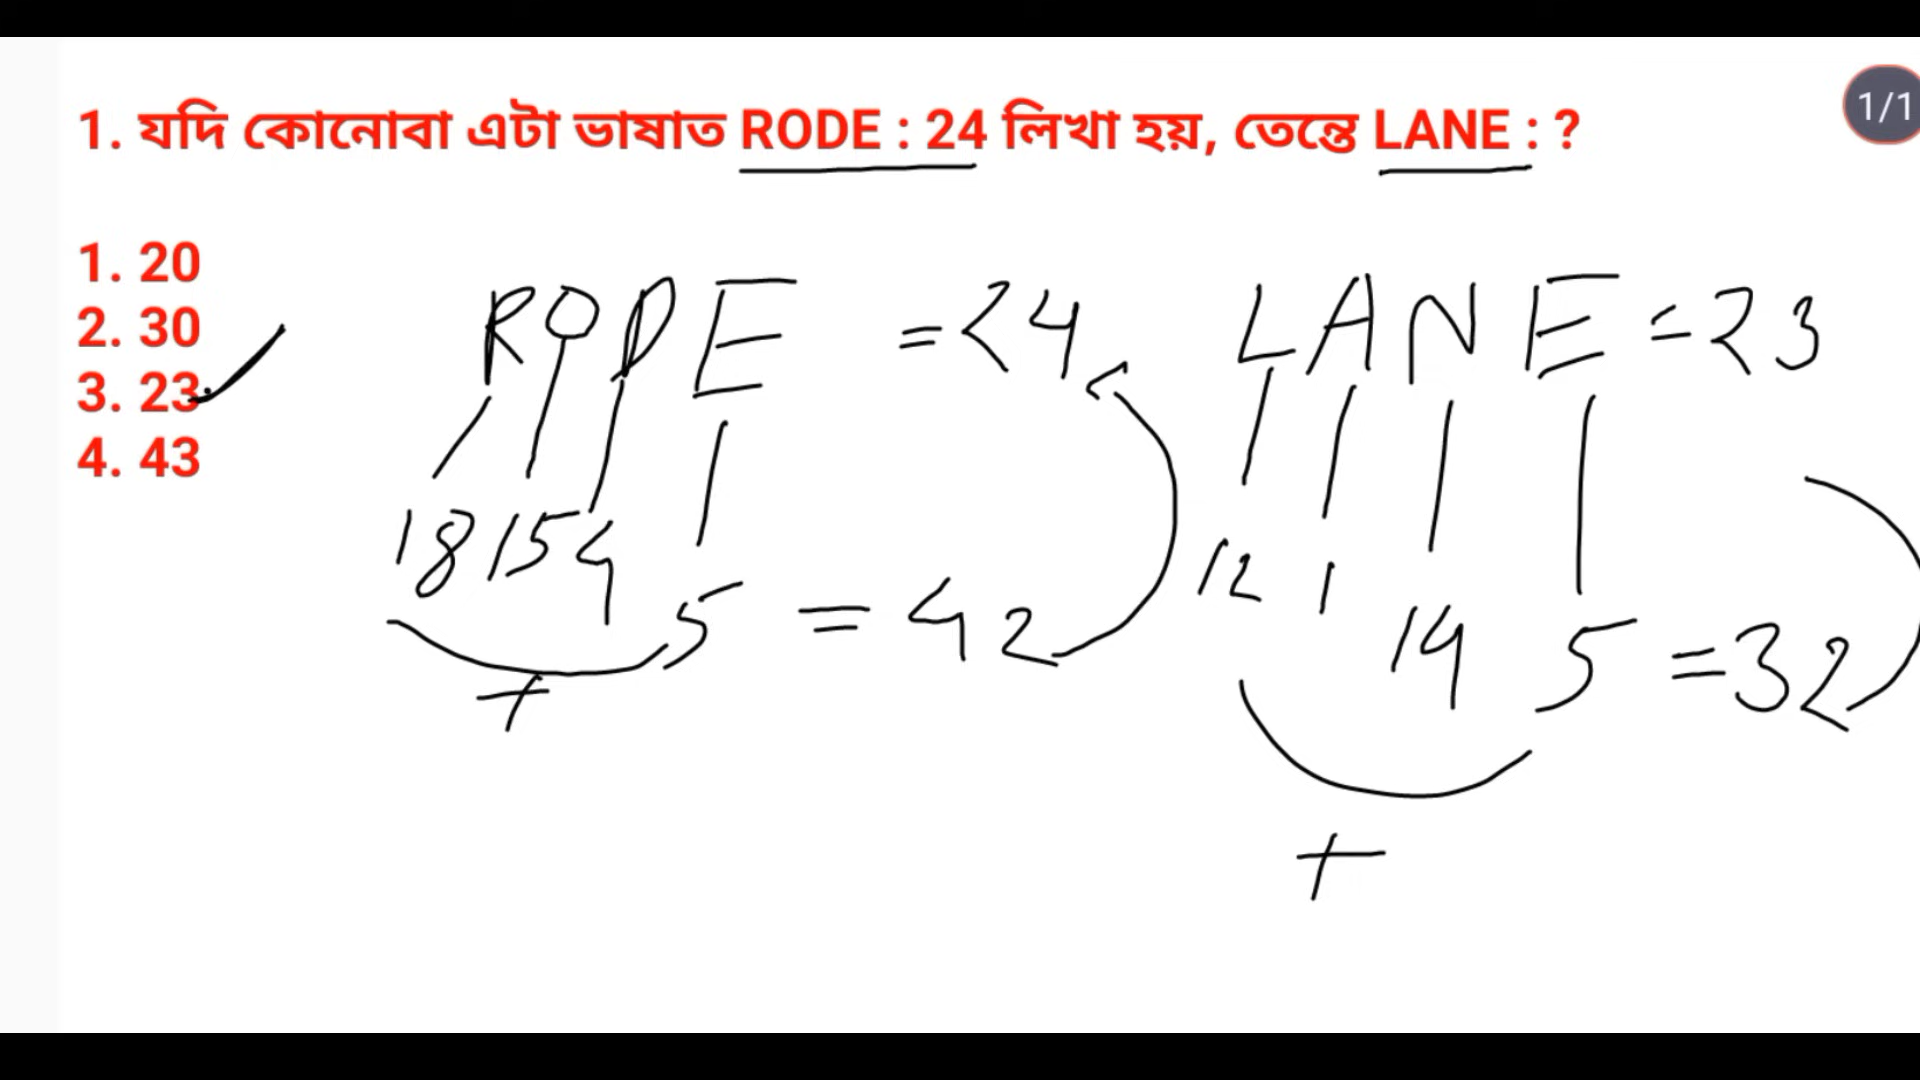 1. যদি কোনোবা এটা ভাষাত RODE : 24 লিখা হয়, তেন্তে LANE : ?
1/1
1. 20
2. 30
3. 23
4. 43
RODE = 24
18 15 4 5 = 42
+
LANE = 23
12 1 14 5 = 32
+